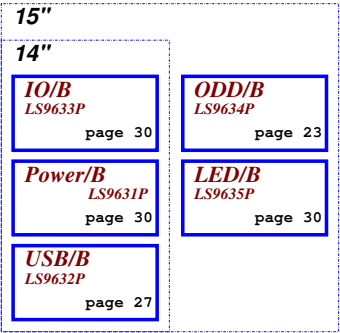 15"
14"
IO/B
LS9633P
page 30
ODD/B
LS9634P
page 23
Power/B
LS9631P
page 30
LED/B
LS9635P
page 30
USB/B
LS9632P
page 27